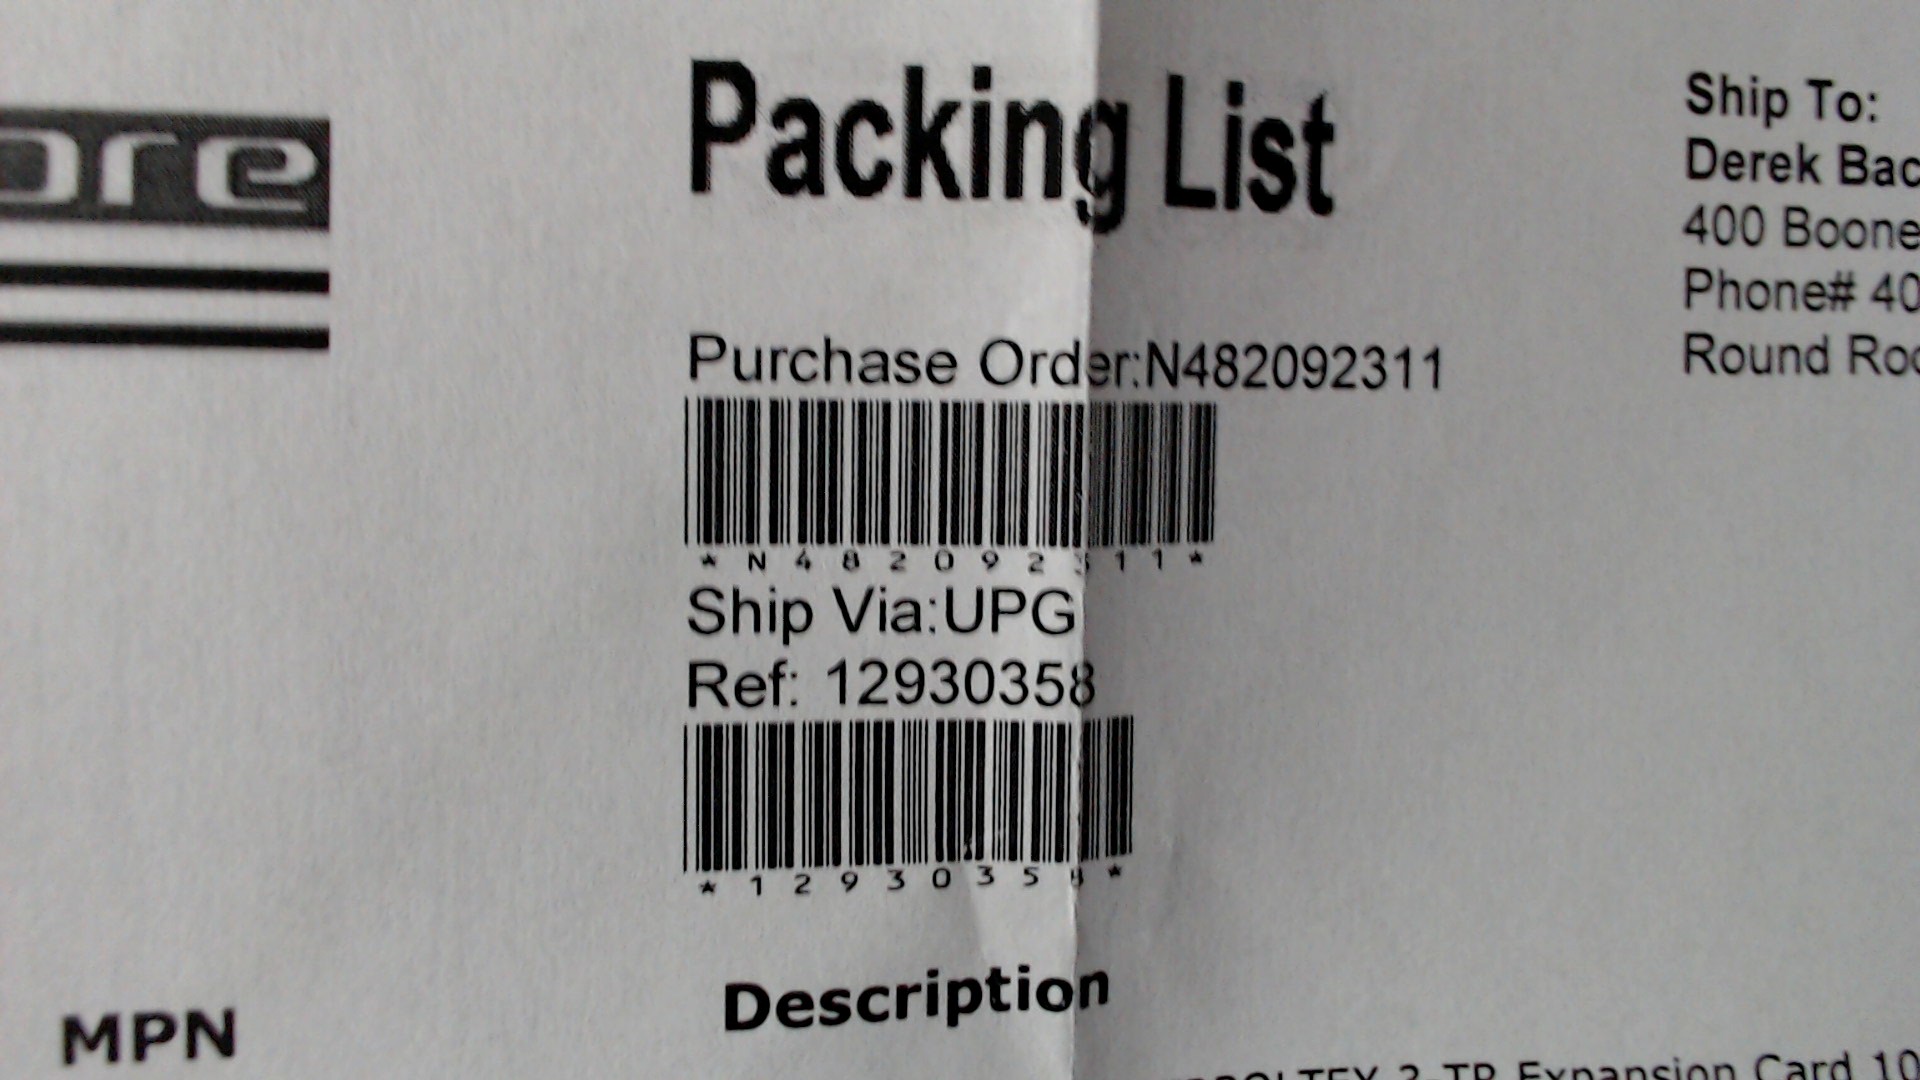 Packing List
Ship To:
Derek Bac
400 Boone
Phone# 40
Round Roc
Purchase Order:N482092311
*N482092311*
Ship Via:UPG
Ref: 12930358
*12930358*
MPN
Description
Expansion Card 10